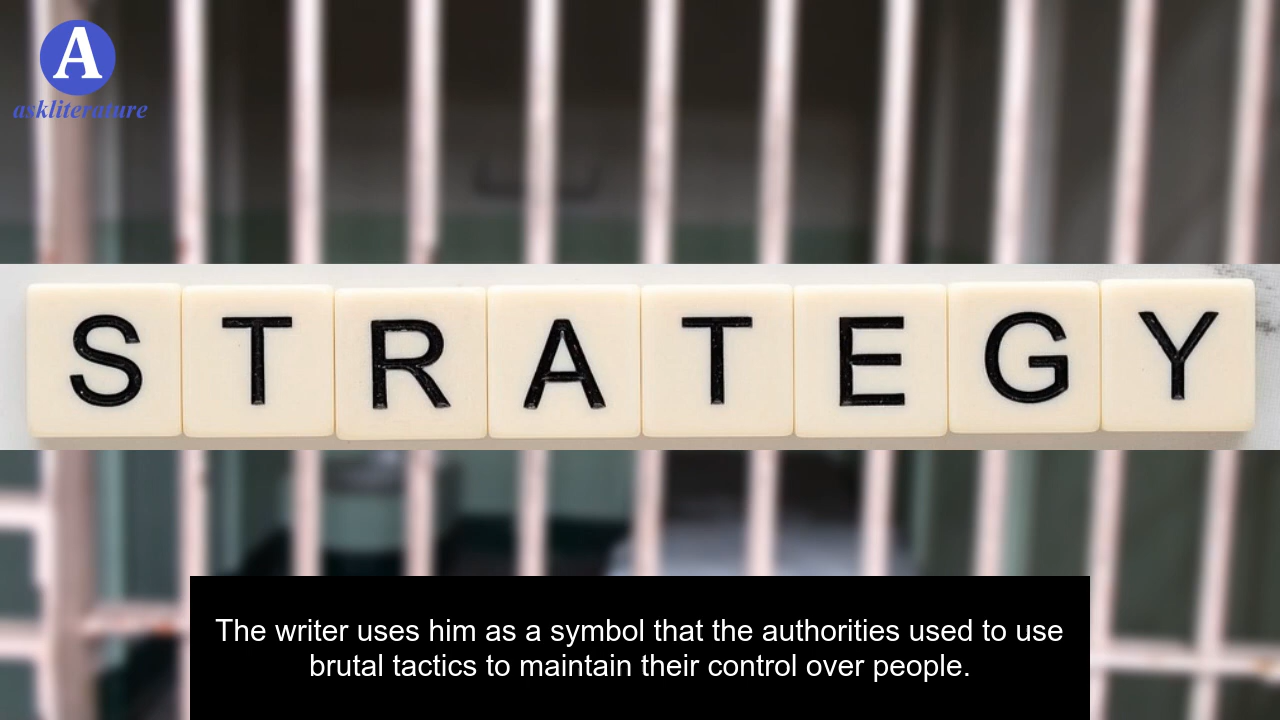 A
askliterature
STRATEGY
The writer uses him as a symbol that the authorities used to use
brutal tactics to maintain their control over people.